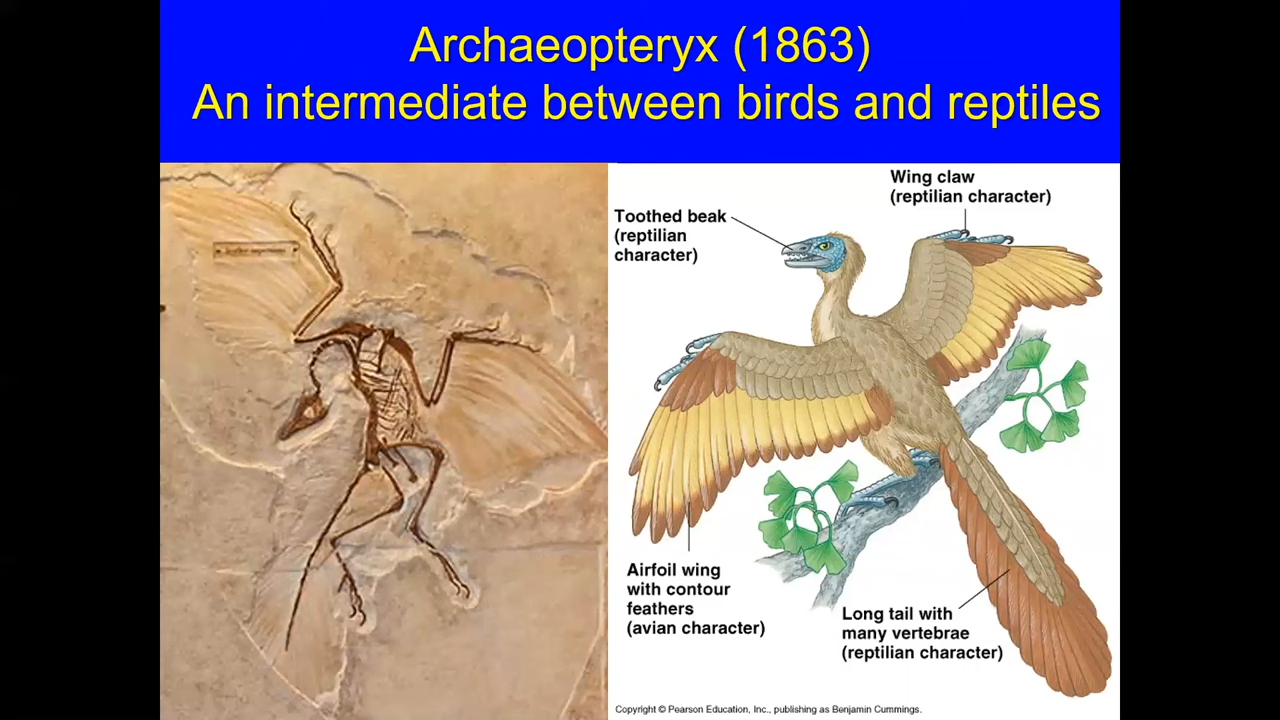 Archaeopteryx (1863)
An intermediate between birds and reptiles
Wing claw
(reptilian character)
Toothed beak
(reptilian
character)
Airfoil wing
with contour
feathers
(avian character)
Long tail with
many vertebrae
(reptilian character)
Copyright © Pearson Education, Inc., publishing as Benjamin Cummings.